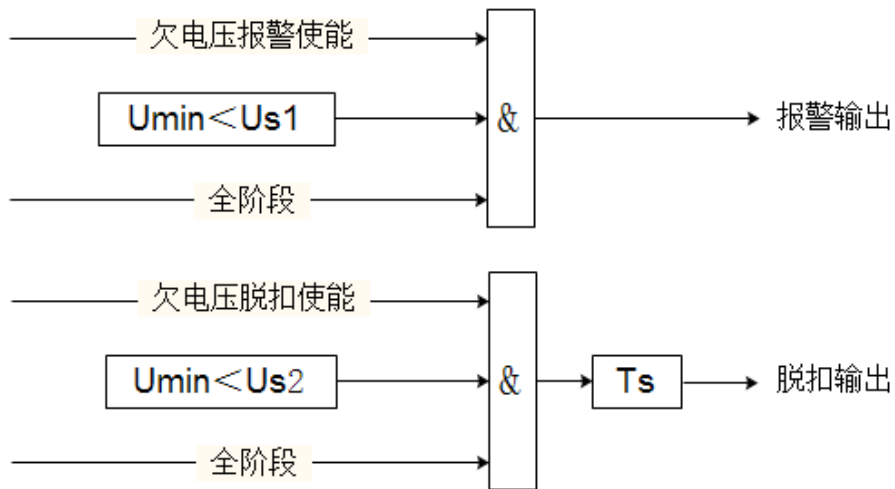 欠电压报警使能
Umin＜Us1
&
报警输出
全阶段
欠电压脱扣使能
Umin＜Us2
&
Ts
脱扣输出
全阶段